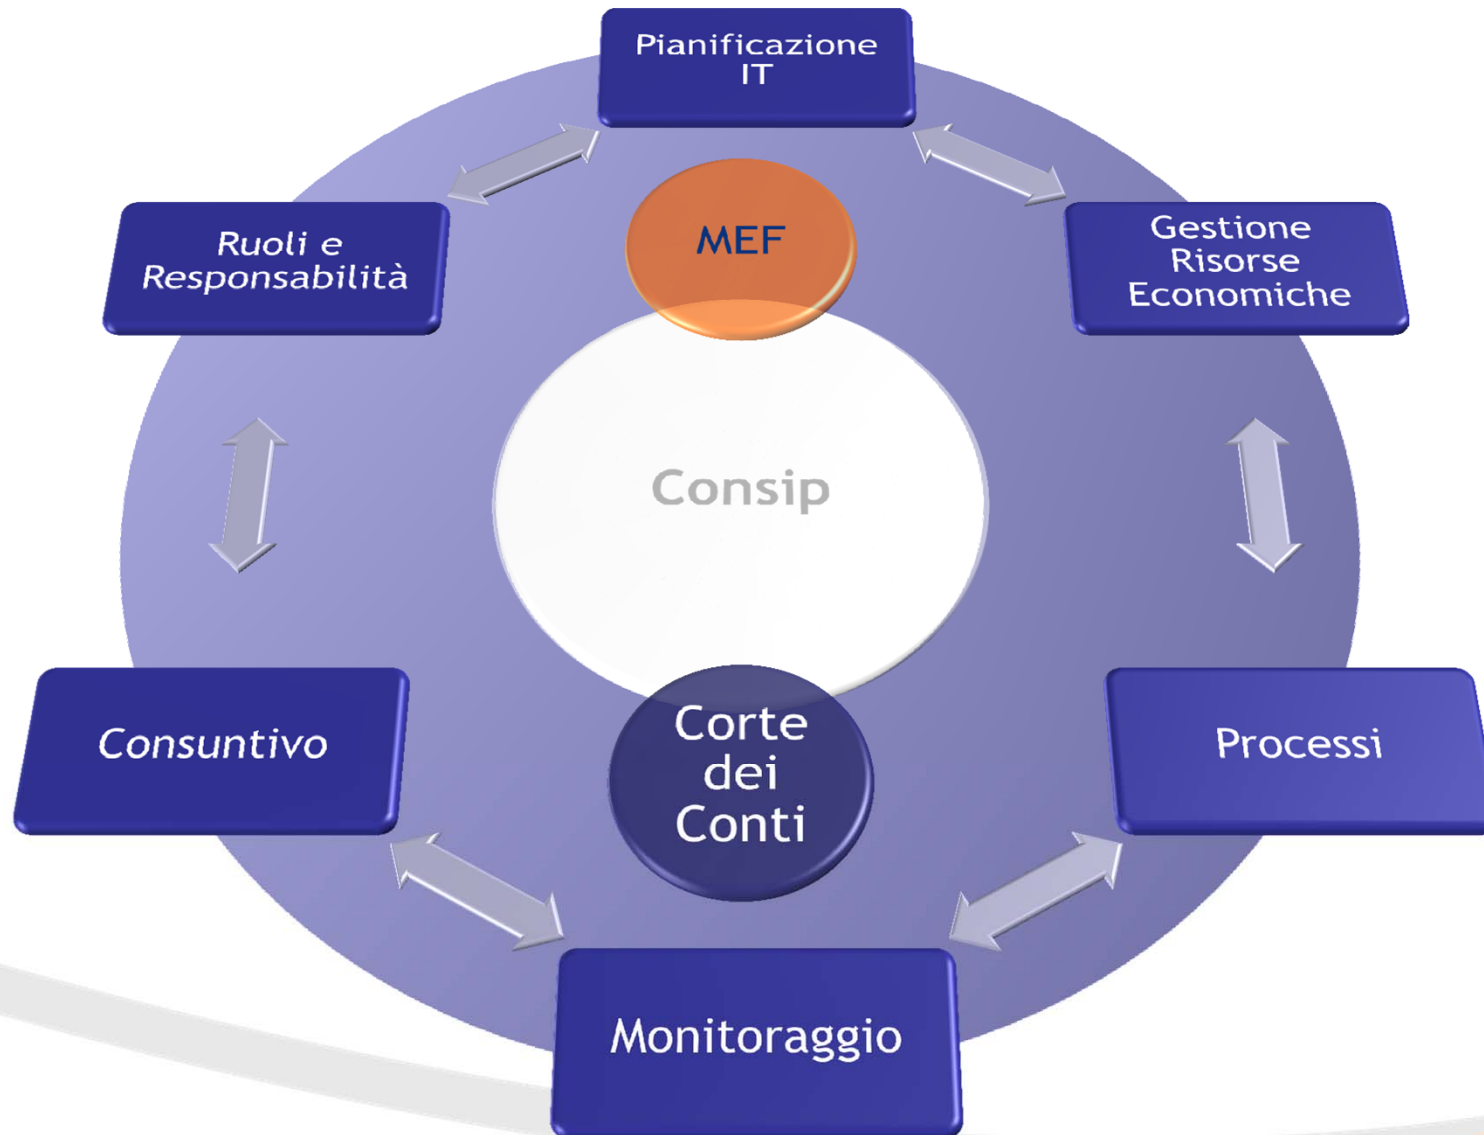 Pianificazione
IT
MEF
Ruoli e
Responsabilità
Gestione
Risorse
Economiche
Consip
Corte
dei
Conti
Consuntivo
Processi
Monitoraggio